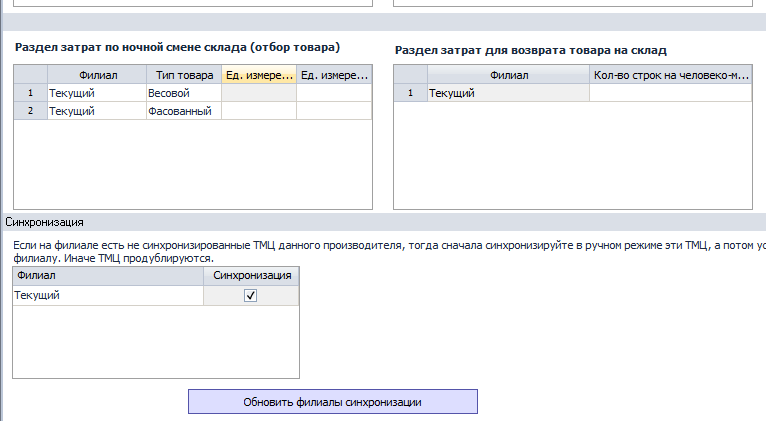 Раздел затрат по ночной смене склада (отбор товара)
Раздел затрат для возврата товара на склад
Филиал Тип товара Ед. измере... Ед. измере...
1 Текущий Весовой
2 Текущий Фасованный
Филиал Кол-во строк на человеко-м...
1 Текущий
Синхронизация
Если на филиале есть не синхронизированные ТМЦ данного производителя, тогда сначала синхронизируйте в ручном режиме эти ТМЦ, а потом ус
филиалу. Иначе ТМЦ продублируются.
Филиал Синхронизация
Текущий
Обновить филиалы синхронизации